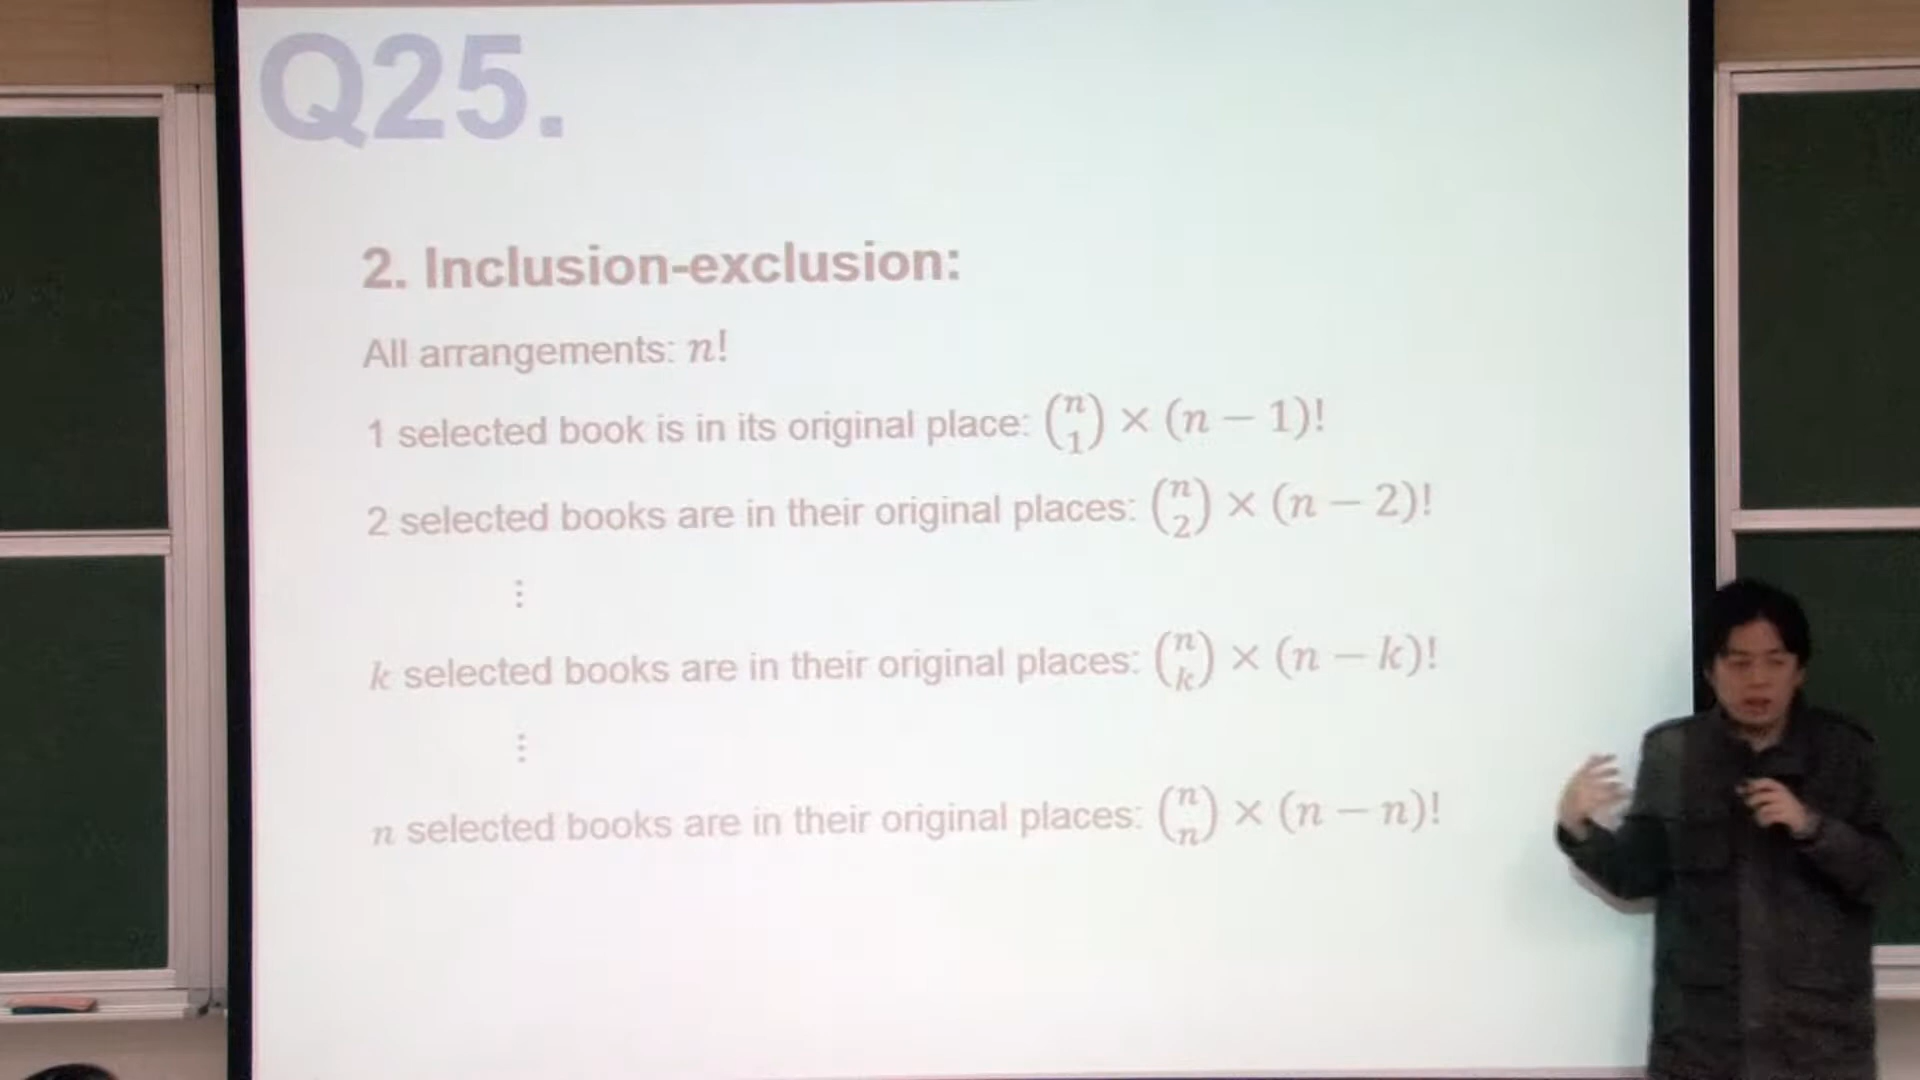 Q25.
2. Inclusion-exclusion:
All arrangements: n!
1 selected book is in its original place: (n 1) × (n − 1)!
2 selected books are in their original places: (n 2) × (n − 2)!
⋮
k selected books are in their original places: (n k) × (n − k)!
⋮
n selected books are in their original places: (n n) × (n − n)!